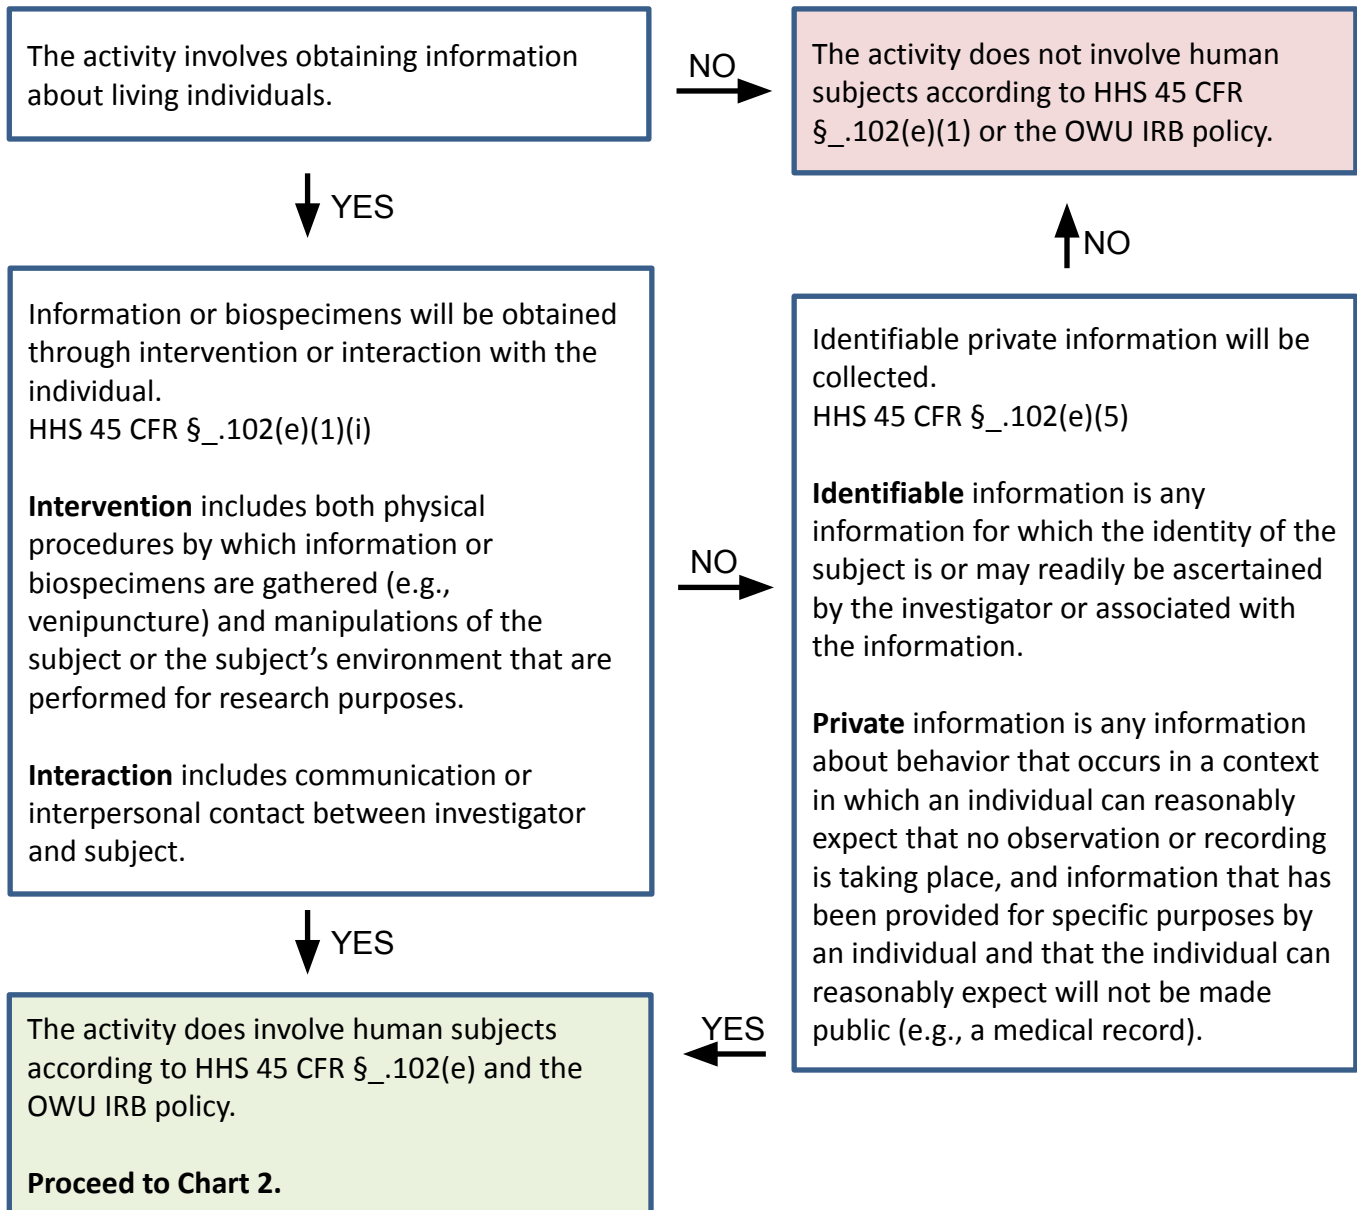 The activity involves obtaining information
about living individuals.
NO
The activity does not involve human
subjects according to HHS 45 CFR
§_.102(e)(1) or the OWU IRB policy.
YES
NO
Information or biospecimens will be obtained
through intervention or interaction with the
individual.
HHS 45 CFR §_.102(e)(1)(i)
Intervention includes both physical
procedures by which information or
biospecimens are gathered (e.g.,
venipuncture) and manipulations of the
subject or the subject’s environment that are
performed for research purposes.
Interaction includes communication or
interpersonal contact between investigator
and subject.
NO
Identifiable private information will be
collected.
HHS 45 CFR §_.102(e)(5)
Identifiable information is any
information for which the identity of the
subject is or may readily be ascertained
by the investigator or associated with
the information.
Private information is any information
about behavior that occurs in a context
in which an individual can reasonably
expect that no observation or recording
is taking place, and information that has
been provided for specific purposes by
an individual and that the individual can
reasonably expect will not be made
public (e.g., a medical record).
YES
YES
The activity does involve human subjects
according to HHS 45 CFR §_.102(e) and the
OWU IRB policy.
Proceed to Chart 2.